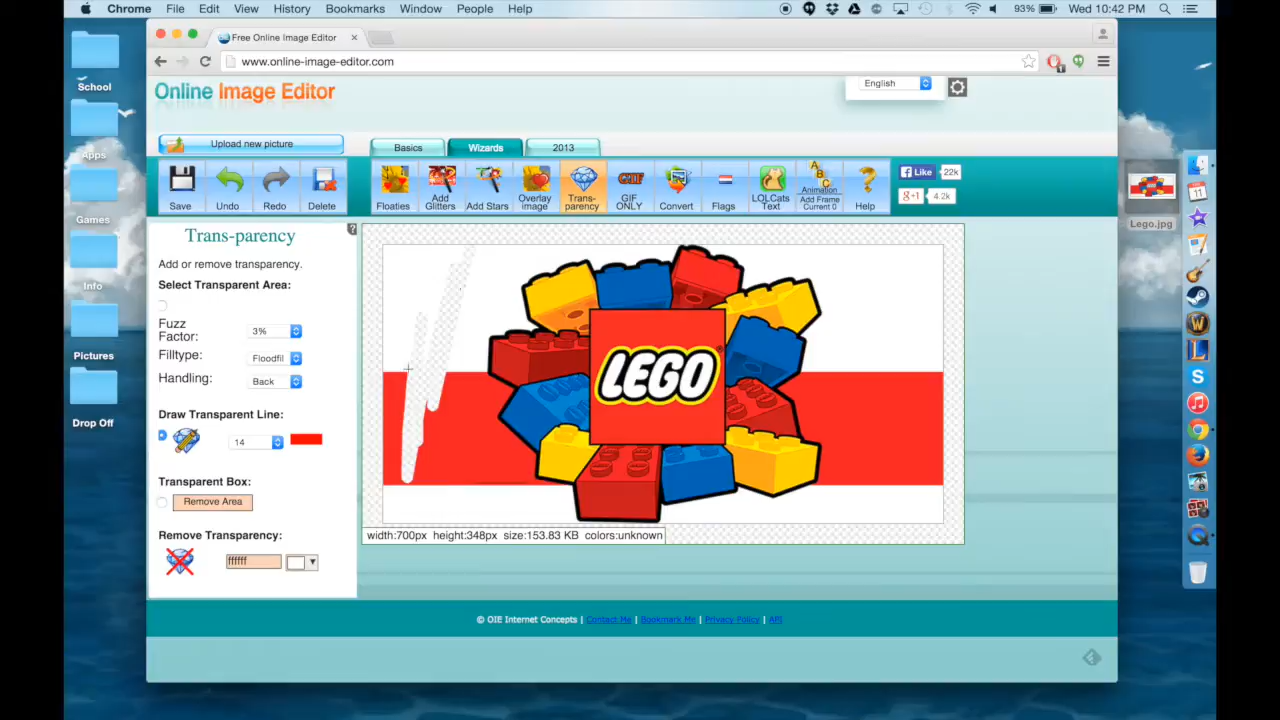 Chrome File Edit View History Bookmarks Window People Help 93% Wed 10:42 PM
Free Online Image Editor
www.online-image-editor.com
Online Image Editor
English
Upload new picture
Basics Wizards 2013
Save Undo Redo Delete
Floaties
Add Glitters
Add Stars
Overlay image
Trans-parency
GIF ONLY
GIF
Convert
Flags
LOLCats Text
ABC
Animation Add Frame Current 0
Help
Like 22k
g+1 4.2k
Trans-parency
Add or remove transparency.
Select Transparent Area:
Fuzz Factor: 3%
Filltype: Floodfil
Handling: Back
Draw Transparent Line:
14
Transparent Box:
Remove Area
Remove Transparency:
ffffff
LEGO
®
width:700px height:348px size:153.83 KB colors:unknown
© OIE Internet Concepts | Contact Me | Bookmark Me | Privacy Policy | API
School
Apps
Games
Info
Pictures
Drop Off
Lego.jpg